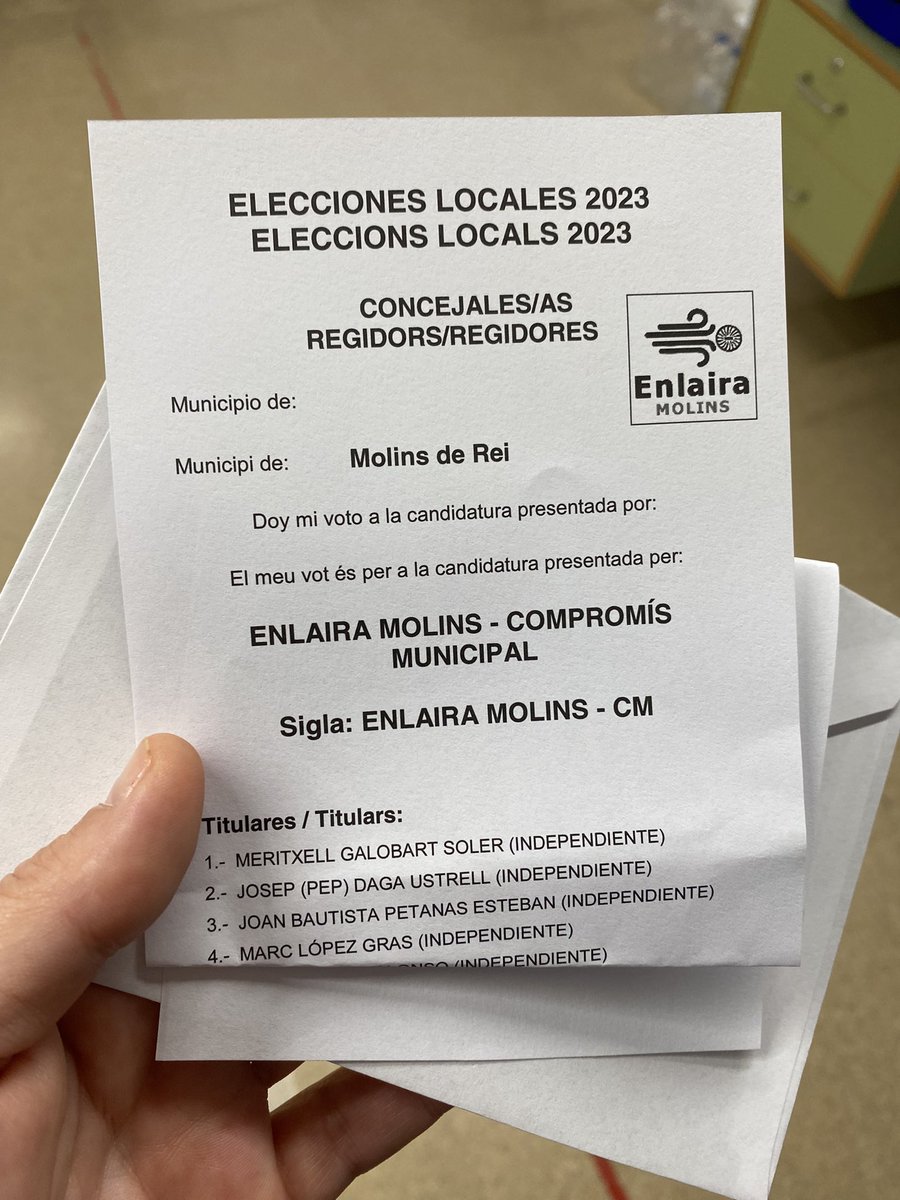 ELECCIONES LOCALES 2023
ELECCIONS LOCALS 2023
CONCEJALES/AS
REGIDORS/REGIDORES
Enlaira
MOLINS
Municipio de:
Municipi de: Molins de Rei
Doy mi voto a la candidatura presentada por:
El meu vot és per a la candidatura presentada per:
ENLAIRA MOLINS - COMPROMÍS
MUNICIPAL
Sigla: ENLAIRA MOLINS - CM
Titulares / Titulars:
1.- MERITXELL GALOBART SOLER (INDEPENDIENTE)
2.- JOSEP (PEP) DAGA USTRELL (INDEPENDIENTE)
3.- JOAN BAUTISTA PETANAS ESTEBAN (INDEPENDIENTE)
4.- MARC LÓPEZ GRAS (INDEPENDIENTE)
(INDEPENDIENTE)